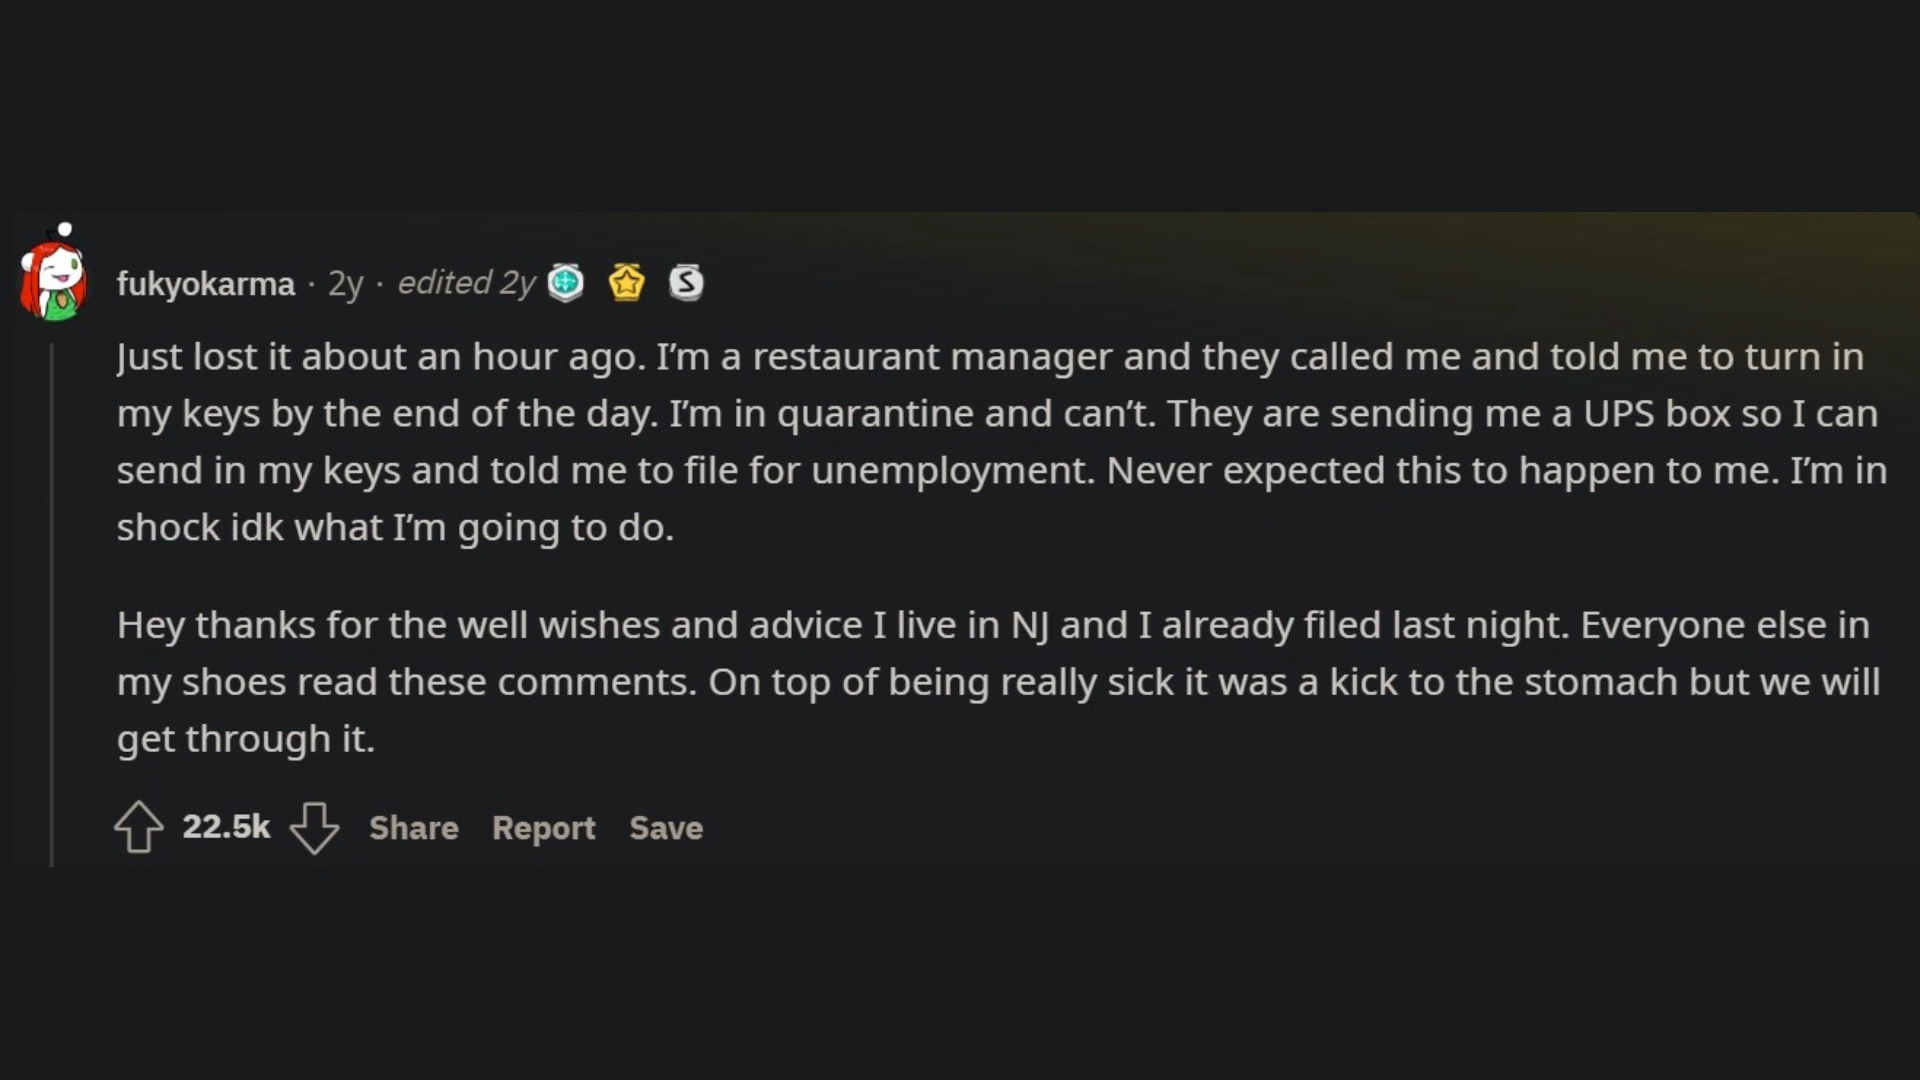 fukyokarma · 2y · edited 2y
Just lost it about an hour ago. I’m a restaurant manager and they called me and told me to turn in
my keys by the end of the day. I’m in quarantine and can’t. They are sending me a UPS box so I can
send in my keys and told me to file for unemployment. Never expected this to happen to me. I’m in
shock idk what I’m going to do.
Hey thanks for the well wishes and advice I live in NJ and I already filed last night. Everyone else in
my shoes read these comments. On top of being really sick it was a kick to the stomach but we will
get through it.
22.5k Share Report Save